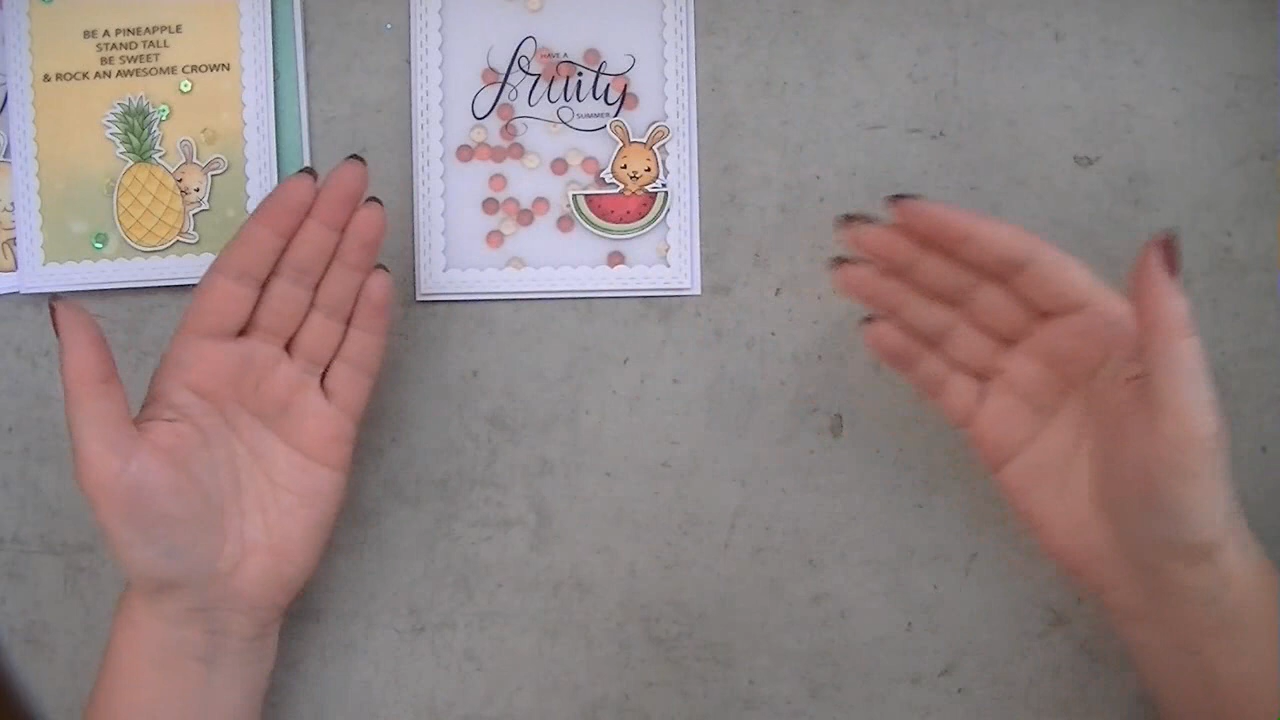 BE A PINEAPPLE
STAND TALL
BE SWEET
& ROCK AN AWESOME CROWN
HAVE A
fruity
SUMMER